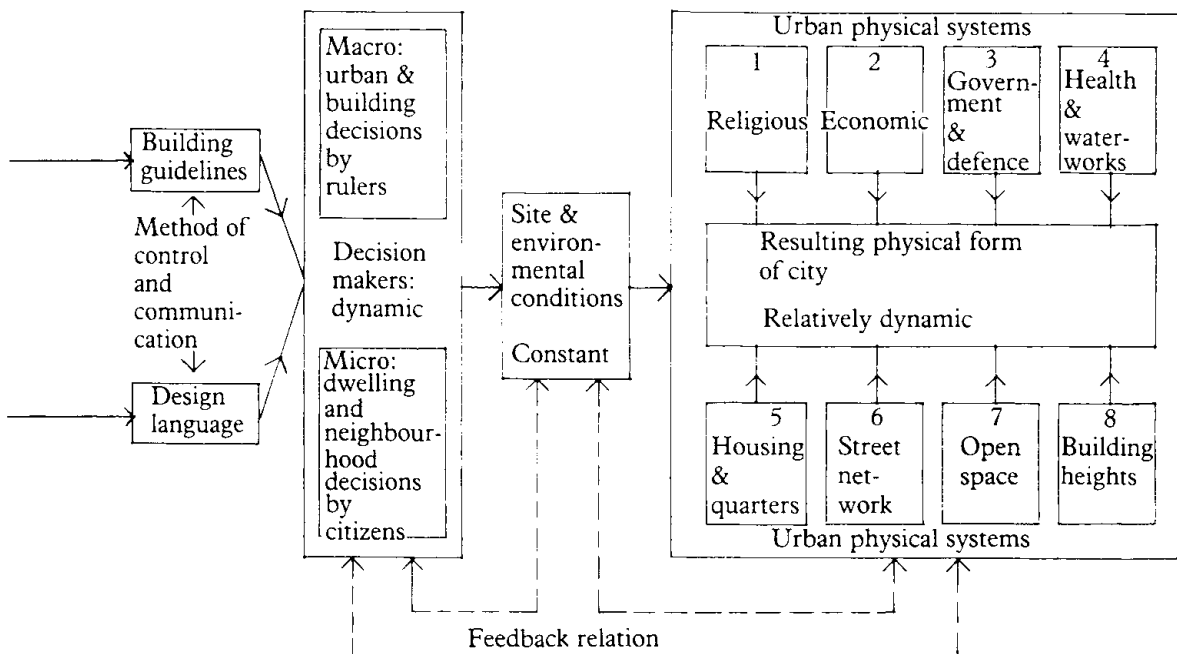 Building
guidelines
Method of
control
and
communi-
cation
Design
language
Macro:
urban &
building
decisions
by
rulers
Decision
makers:
dynamic
Micro:
dwelling
and
neighbour-
hood
decisions
by
citizens
Site &
environ-
mental
conditions
Constant
Urban physical systems
1
Religious
2
Economic
3
Govern-
ment
&
defence
4
Health
&
water-
works
Resulting physical form
of city
Relatively dynamic
5
Housing
&
quarters
6
Street
net-
work
7
Open
space
8
Building
heights
Urban physical systems
Feedback relation